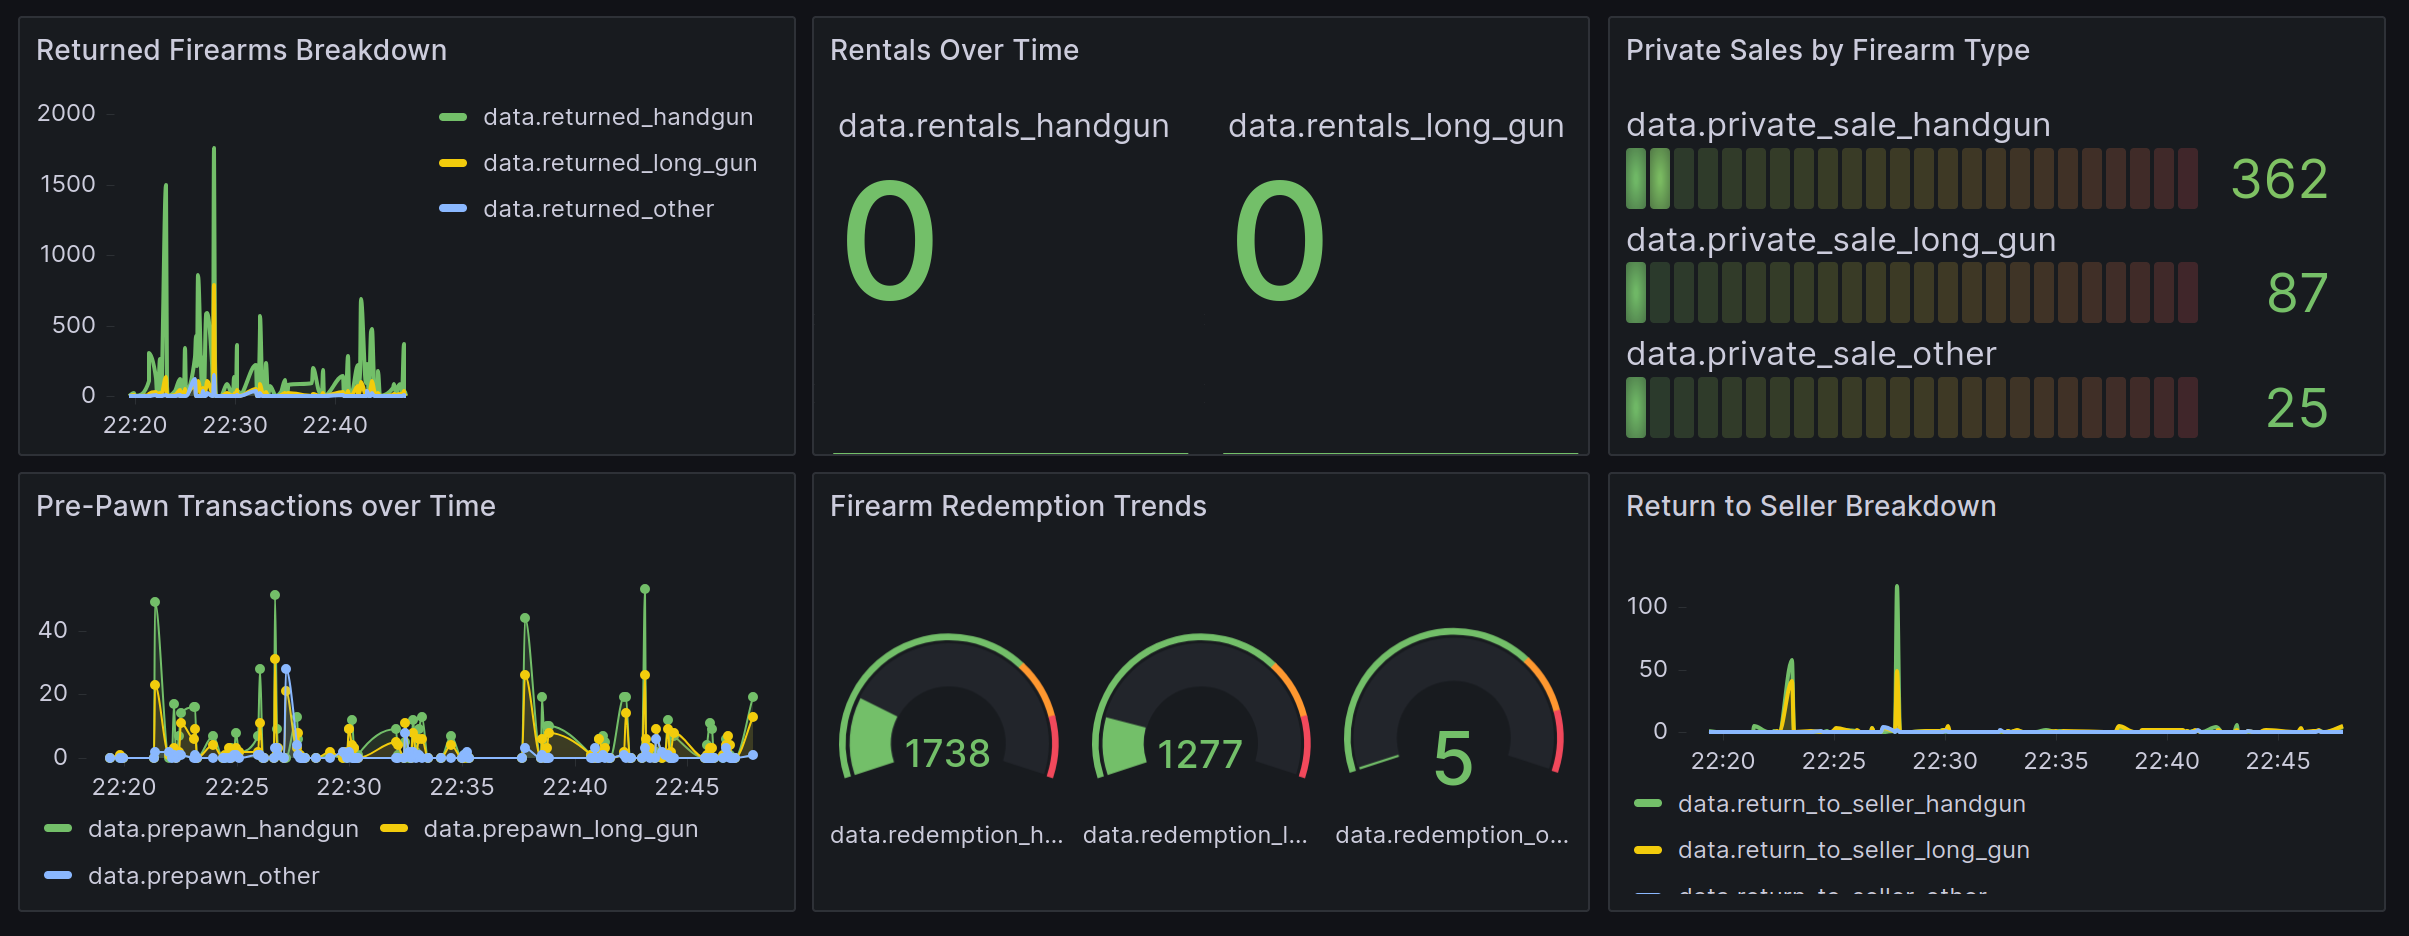 Returned Firearms Breakdown
2000
1500
1000
500
0
22:20 22:30 22:40
data.returned_handgun
data.returned_long_gun
data.returned_other
Rentals Over Time
data.rentals_handgun
0
data.rentals_long_gun
0
Private Sales by Firearm Type
data.private_sale_handgun
362
data.private_sale_long_gun
87
data.private_sale_other
25
Pre-Pawn Transactions over Time
40
20
0
22:20 22:25 22:30 22:35 22:40 22:45
data.prepawn_handgun data.prepawn_long_gun
data.prepawn_other
Firearm Redemption Trends
1738 1277 5
data.redemption_h... data.redemption_l... data.redemption_o...
Return to Seller Breakdown
100
50
0
22:20 22:25 22:30 22:35 22:40 22:45
data.return_to_seller_handgun
data.return_to_seller_long_gun
data.return_to_seller_other